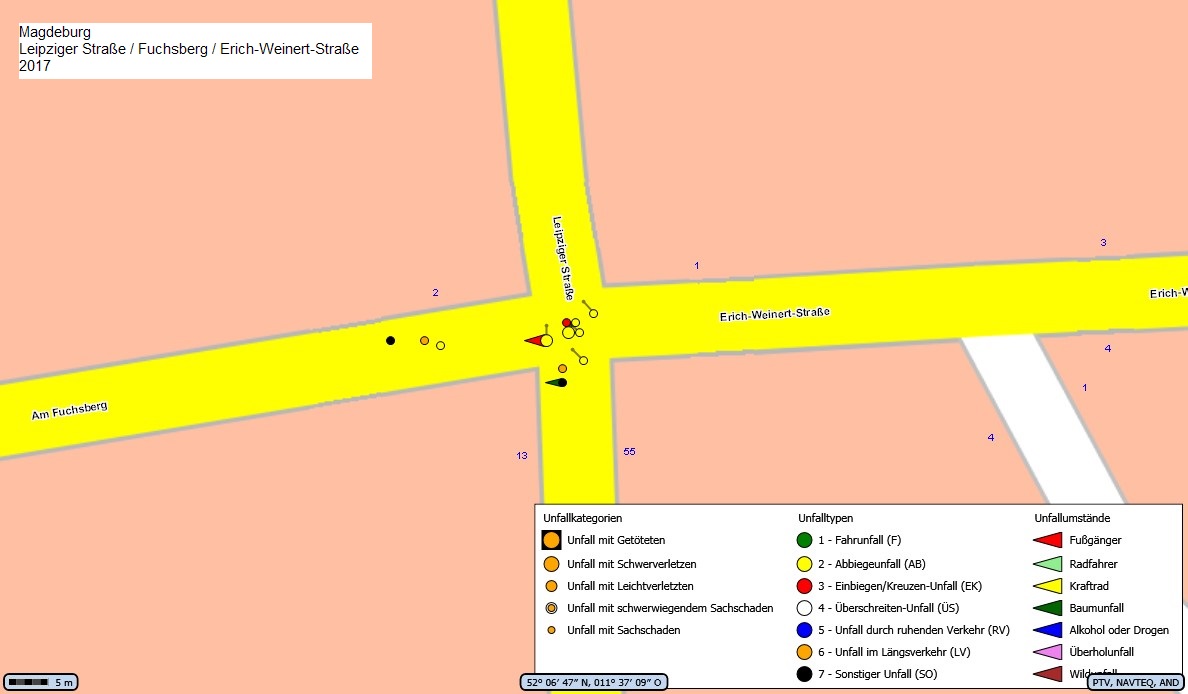 Magdeburg
Leipziger Straße / Fuchsberg / Erich-Weinert-Straße
2017
3
1
2
Leipziger Straße
Erich-W
Erich-Weinert-Straße
4
1
Am Fuchsberg
4
13
55
Unfallkategorien
Unfall mit Getöteten
Unfall mit Schwerverletzen
Unfall mit Leichtverletzten
Unfall mit schwerwiegendem Sachschaden
Unfall mit Sachschaden
Unfalltypen
1 - Fahrunfall (F)
2 - Abbiegeunfall (AB)
3 - Einbiegen/Kreuzen-Unfall (EK)
4 - Überschreiten-Unfall (ÜS)
5 - Unfall durch ruhenden Verkehr (RV)
6 - Unfall im Längsverkehr (LV)
7 - Sonstiger Unfall (SO)
Unfallumstände
Fußgänger
Radfahrer
Kraftrad
Baumunfall
Alkohol oder Drogen
Überholunfall
5 m
52° 06' 47" N, 011° 37' 09" O
PTV, NAVTEQ, AND